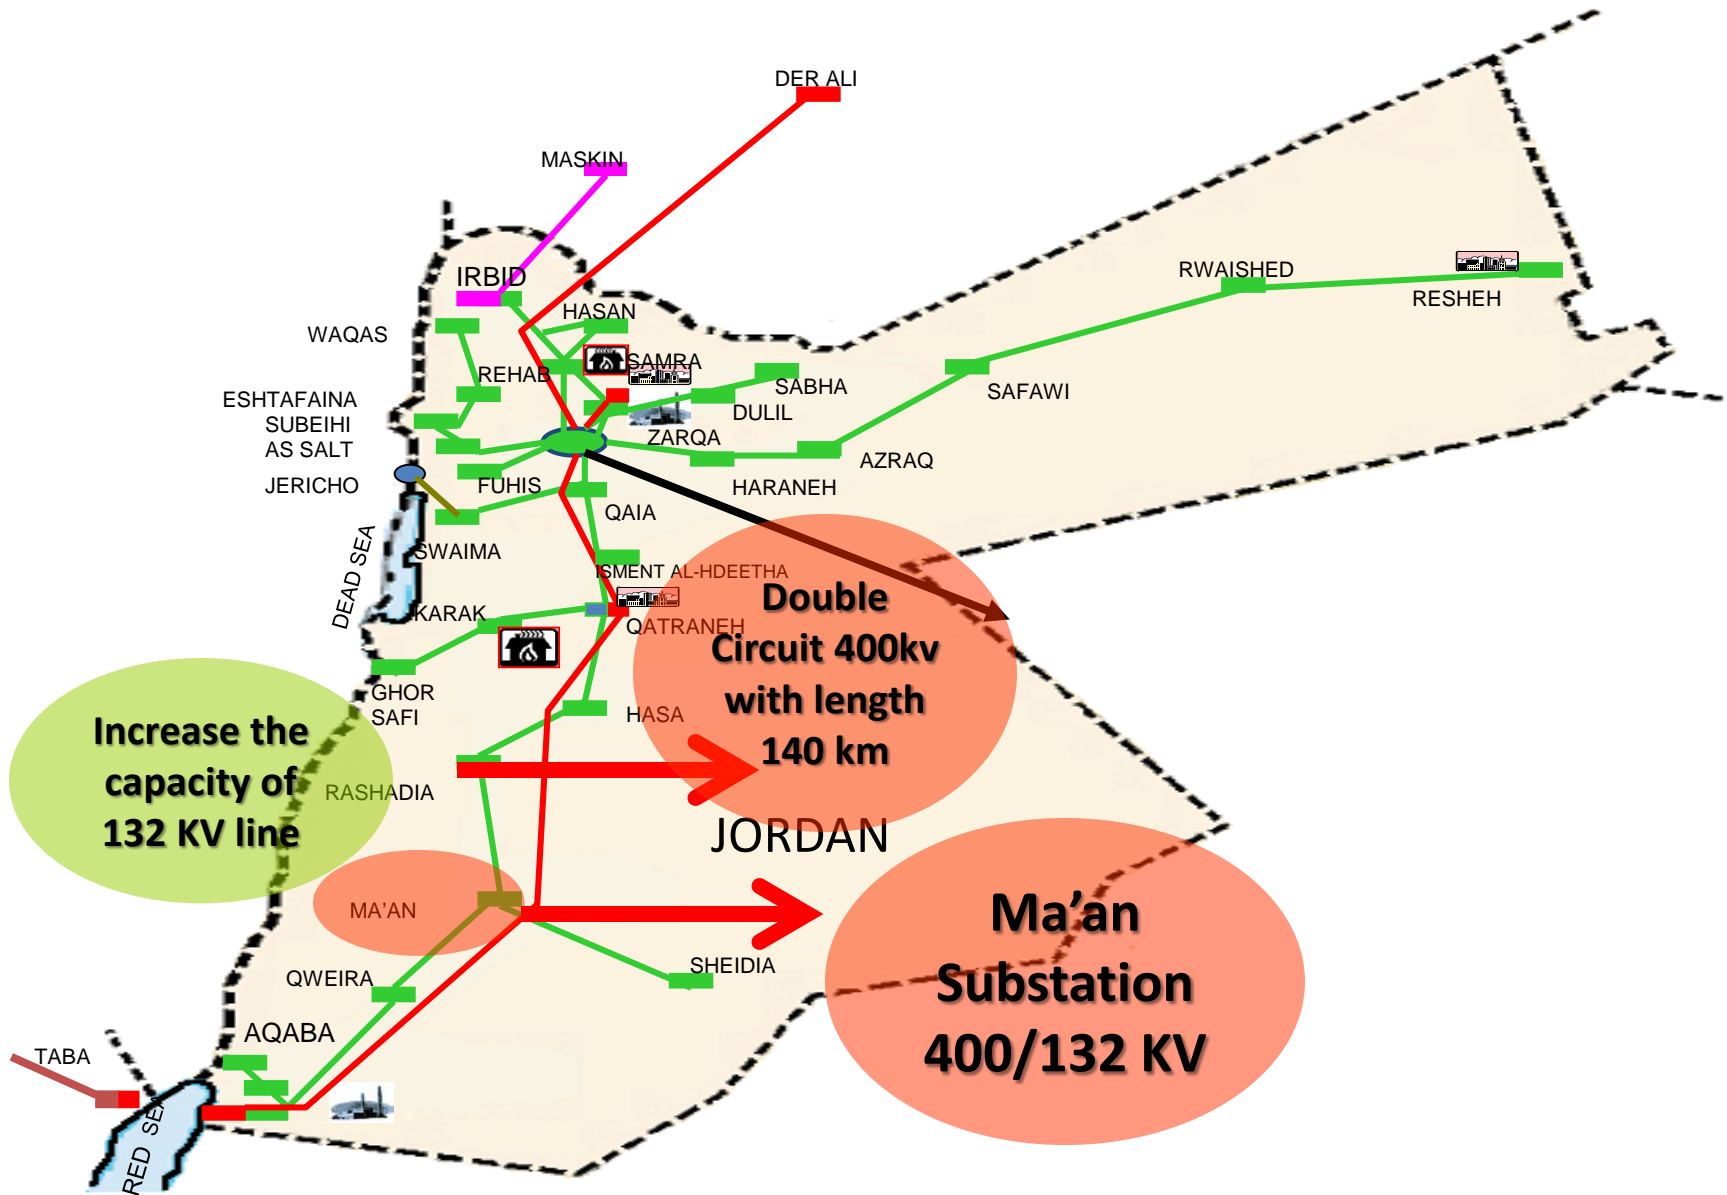 DER ALI
MASKIN
IRBID
RWAISHED
RESHEH
HASAN
WAQAS
REHAB
SAMRA
SABHA
SAFAWI
ESHTAFAINA
SUBEIHI
AS SALT
DULIL
ZARQA
AZRAQ
JERICHO
FUHIS
HARANEH
QAIA
SWAIMA
DEAD SEA
ISMENT AL-HDEETHA
KARAK
QATRANEH
Double
Circuit 400kv
with length
140 km
GHOR
SAFI
HASA
Increase the
capacity of
132 KV line
RASHADIA
JORDAN
MA'AN
Ma'an
Substation
400/132 KV
SHEIDIA
QWEIRA
AQABA
TABA
RED SEA